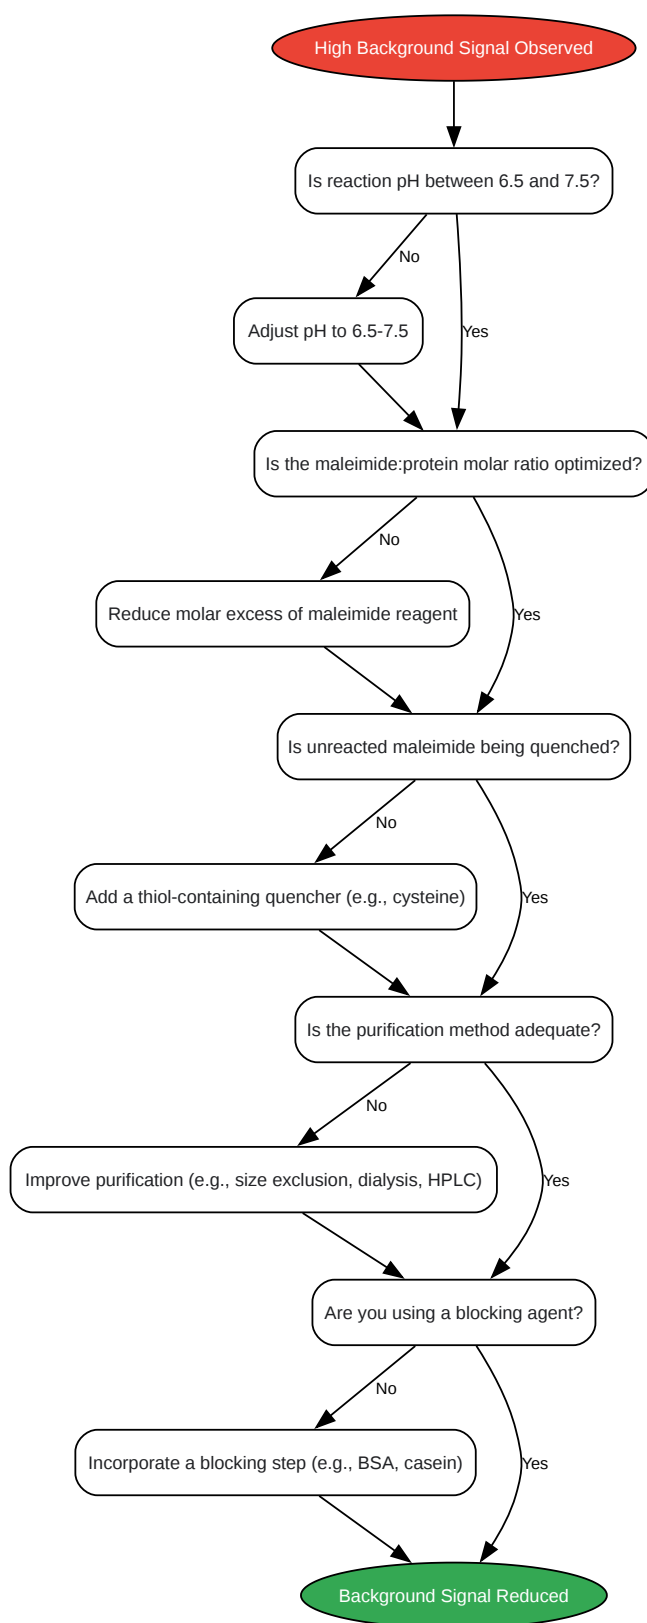 High Background Signal Observed
Is reaction pH between 6.5 and 7.5?
No
Adjust pH to 6.5-7.5
Yes
Is the maleimide:protein molar ratio optimized?
No
Reduce molar excess of maleimide reagent
Yes
Is unreacted maleimide being quenched?
No
Add a thiol-containing quencher (e.g., cysteine)
Yes
Is the purification method adequate?
No
Improve purification (e.g., size exclusion, dialysis, HPLC)
Yes
Are you using a blocking agent?
No
Incorporate a blocking step (e.g., BSA, casein)
Yes
Background Signal Reduced